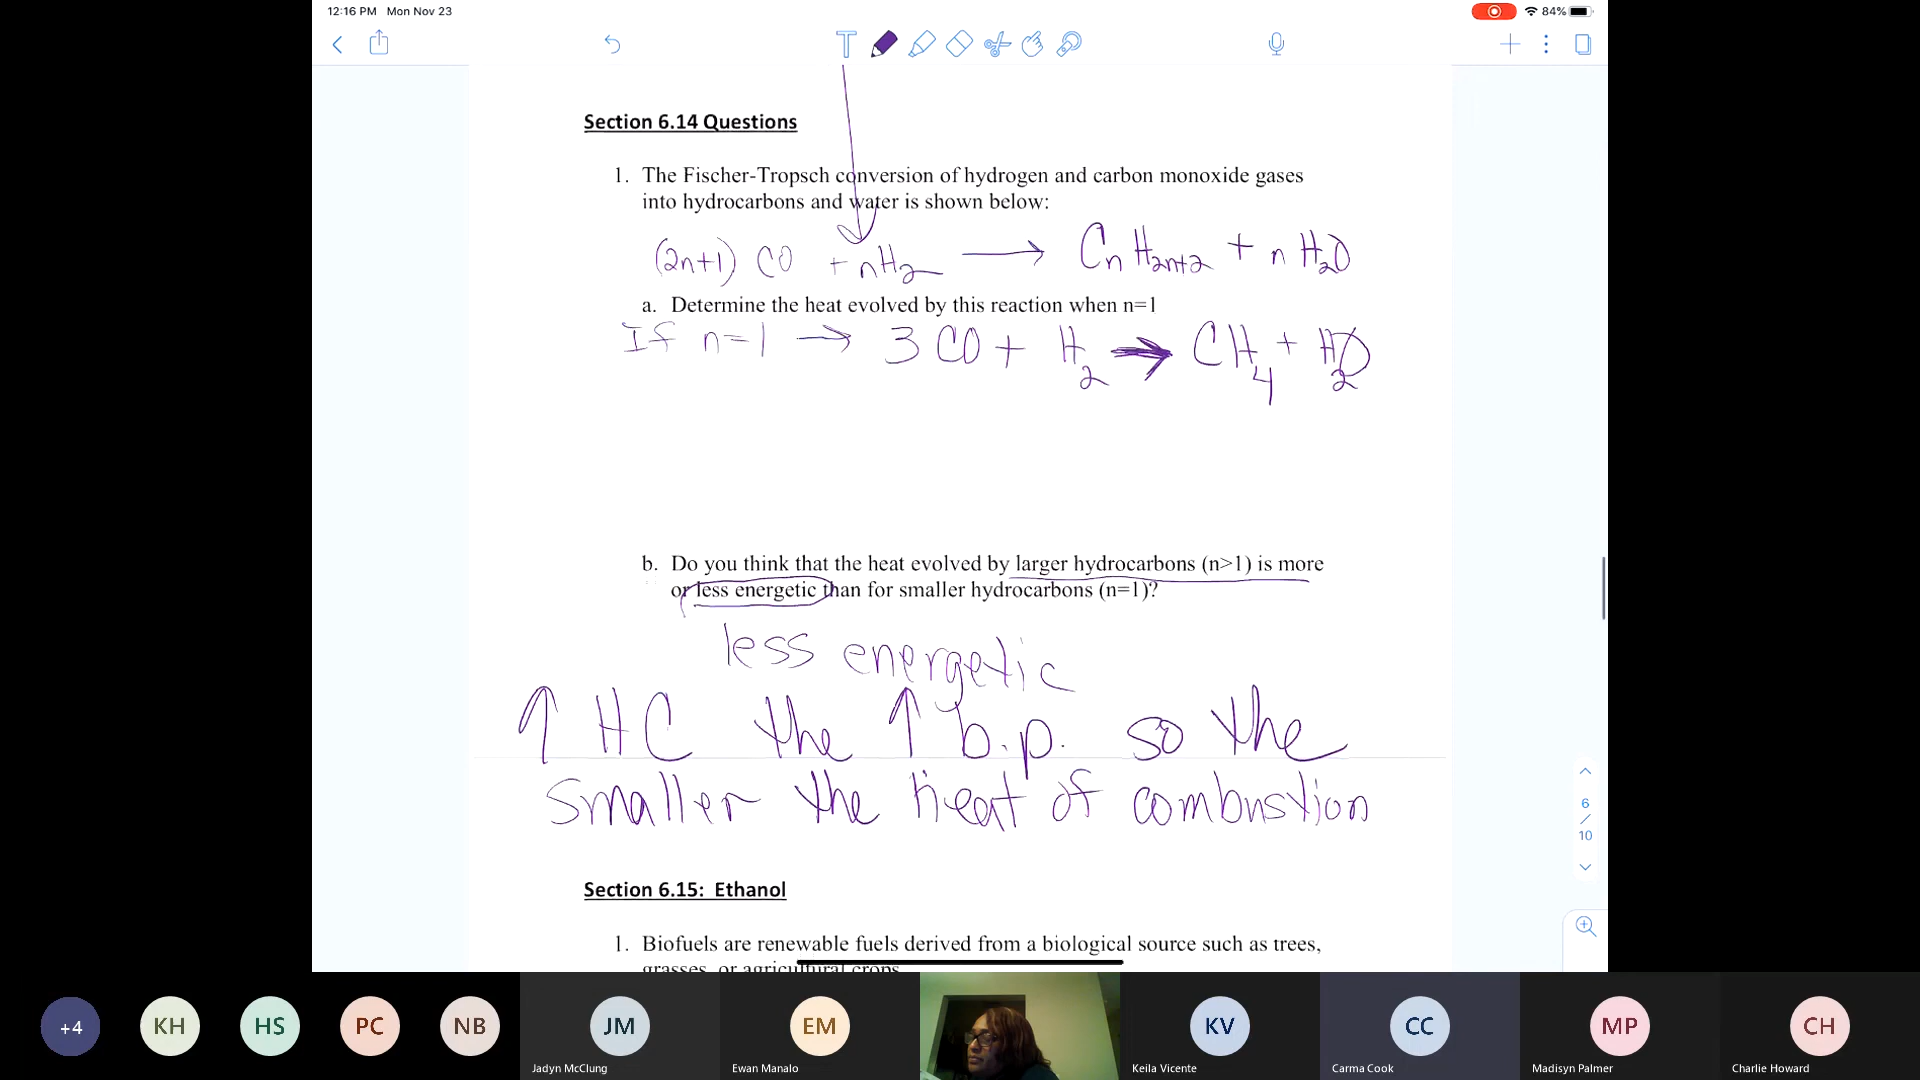 12:16 PM Mon Nov 23
84%
T
Section 6.14 Questions
1. The Fischer-Tropsch conversion of hydrogen and carbon monoxide gases
into hydrocarbons and water is shown below:
(2n+1) CO + nH2 → CnH2n+2 + n H2O
a. Determine the heat evolved by this reaction when n=1
If n=1 → 3 CO + H2 → CH4 + H2O
b. Do you think that the heat evolved by larger hydrocarbons (n>1) is more
or less energetic than for smaller hydrocarbons (n=1)?
less energetic
↑ HC the ↑ b.p. so the
smaller the heat of combustion
6
/
10
Section 6.15: Ethanol
1. Biofuels are renewable fuels derived from a biological source such as trees,
grasses, or agricultural crops.
+4 KH HS PC NB JM EM KV CC MP CH
Jadyn McClung Ewan Manalo Keila Vicente Carma Cook Madisyn Palmer Charlie Howard